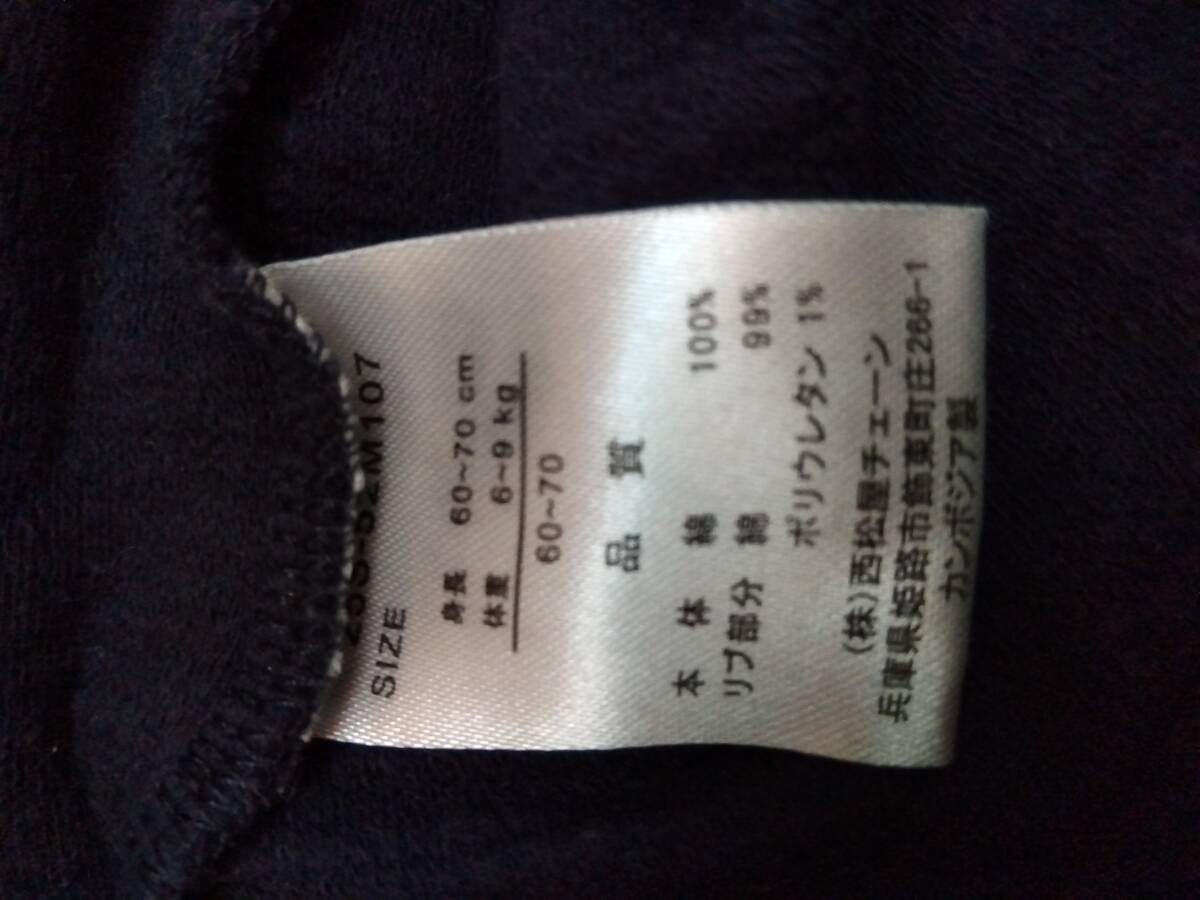 SIZE
身長 60~70 cm
体重 6~9 kg
60~70
品 質
本 体 綿 100%
リブ部分 綿 99%
ポリウレタン 1%
(株)西松屋チェーン
兵庫県姫路市飾東町庄266-1
カンボジア製